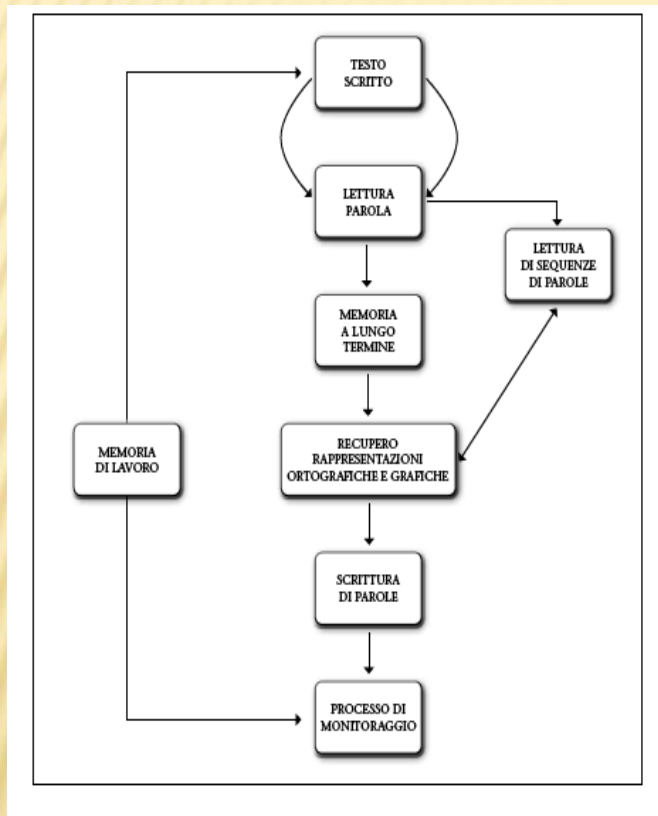 TESTO
SCRITTO
LETTURA
PAROLA
LETTURA
DI SEQUENZE
DI PAROLE
MEMORIA
A LUNGO
TERMINE
RECUPERO
RAPPRESENTAZIONI
ORTOGRAFICHE E GRAFICHE
MEMORIA
DI LAVORO
SCRITTURA
DI PAROLE
PROCESSO DI
MONITORAGGIO